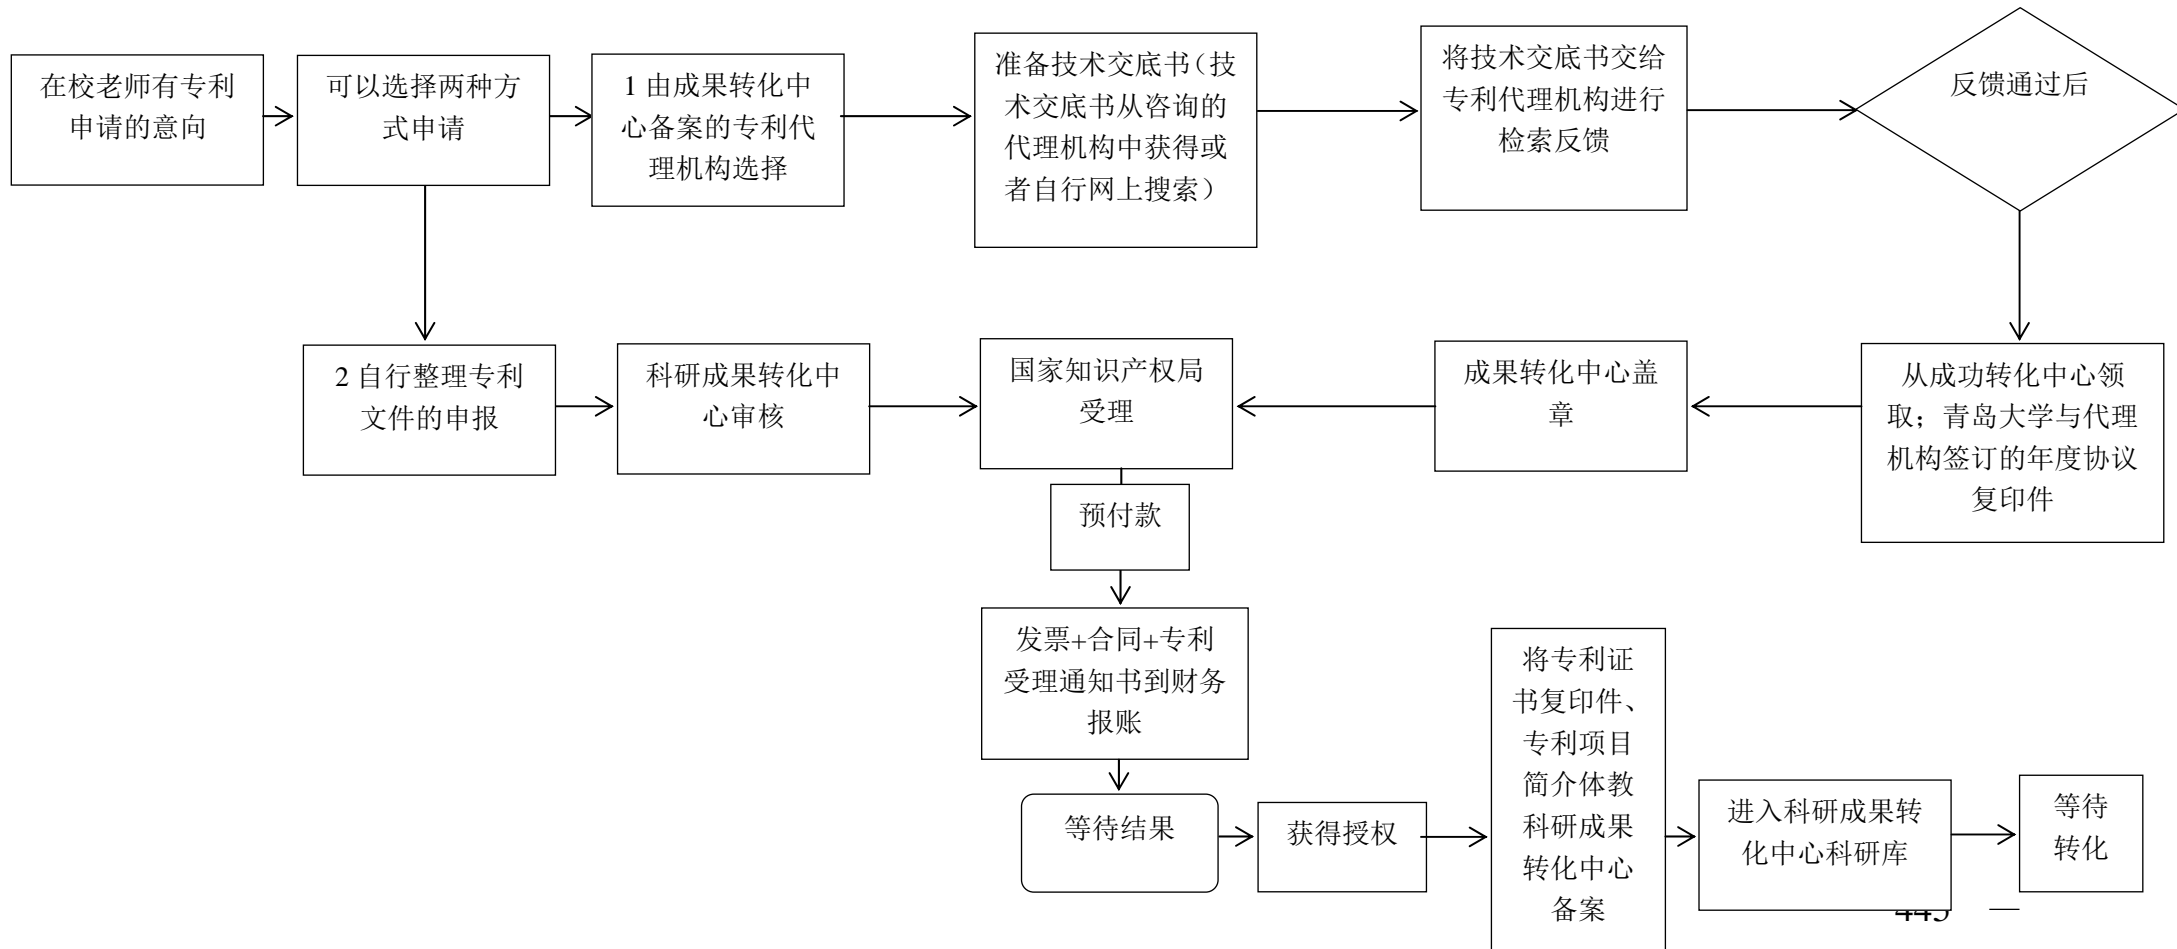 在校老师有专利
申请的意向
可以选择两种方
式申请
1 由成果转化中
心备案的专利代
理机构选择
准备技术交底书（技
术交底书从咨询的
代理机构中获得或
者自行网上搜索）
将技术交底书交给
专利代理机构进行
检索反馈
反馈通过后
2 自行整理专利
文件的申报
科研成果转化中
心审核
国家知识产权局
受理
成果转化中心盖
章
从成功转化中心领
取；青岛大学与代理
机构签订的年度协议
复印件
预付款
发票+合同+专利
受理通知书到财务
报账
等待结果
获得授权
将专利证
书复印件、
专利项目
简介体教
科研成果
转化中心
备案
进入科研成果转
化中心科研库
等待
转化
445 —